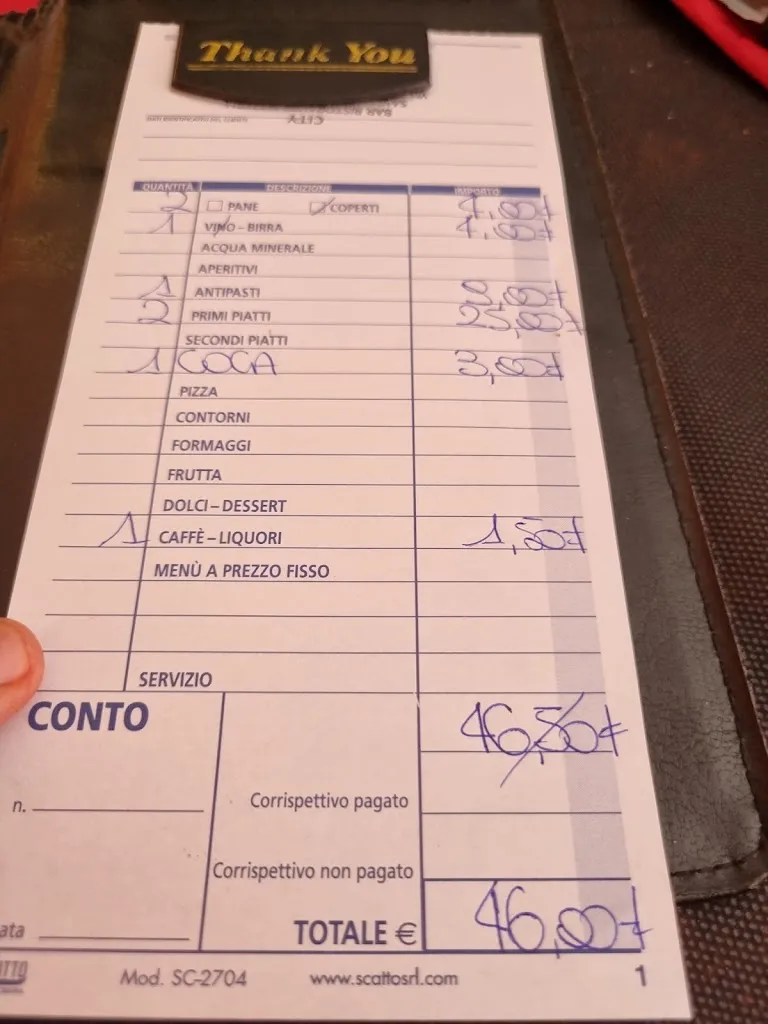 Thank You
CITY
QUANTITÀ DESCRIZIONE IMPORTO
2 PANE COPERTI 4,00
1 VINO - BIRRA 4,00
ACQUA MINERALE
APERITIVI
1 ANTIPASTI 9,00
2 PRIMI PIATTI 25,00
SECONDI PIATTI
1 COCA 3,00
PIZZA
CONTORNI
FORMAGGI
FRUTTA
DOLCI – DESSERT
1 CAFFÈ – LIQUORI 1,50
MENÙ A PREZZO FISSO
SERVIZIO
CONTO 46,50
n. Corrispettivo pagato
Corrispettivo non pagato
ata TOTALE € 46,00
Mod. SC-2704 www.scattosrl.com 1